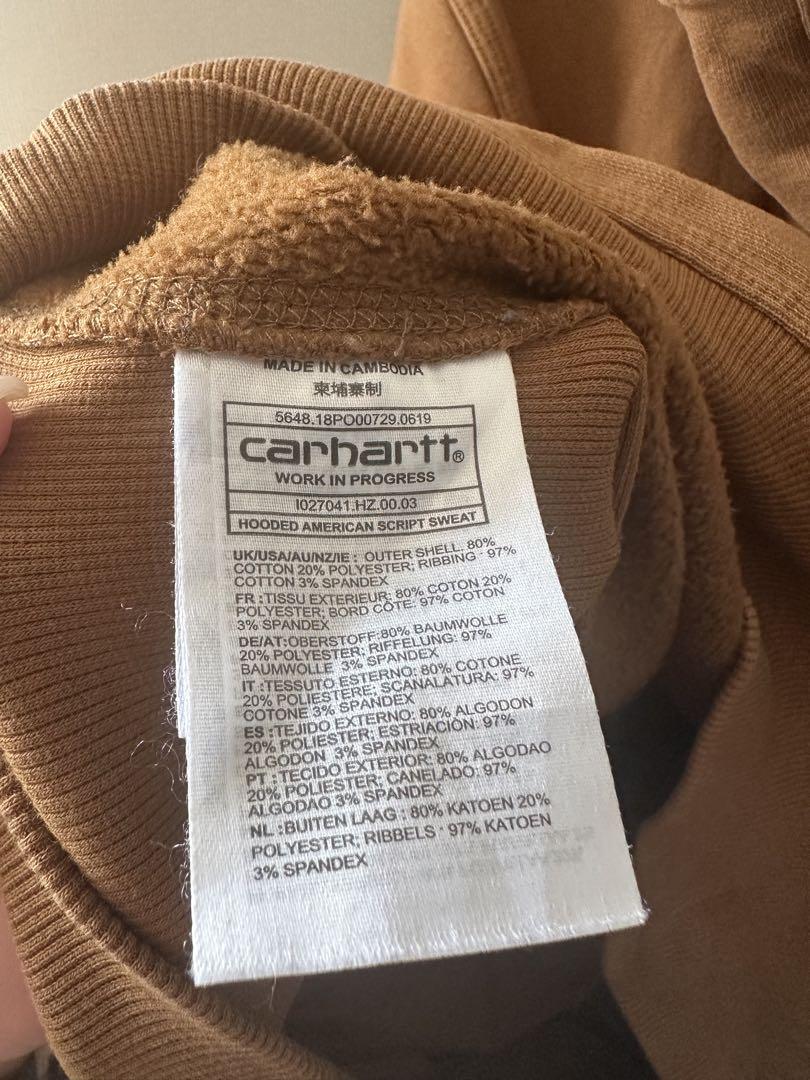 MADE IN CAMBODIA
柬埔寨制
5648.18PO00729.0619
carhartt®
WORK IN PROGRESS
I027041.HZ.00.03
HOODED AMERICAN SCRIPT SWEAT
UK/USA/AU/NZ/IE : OUTER SHELL: 80%
COTTON 20% POLYESTER; RIBBING · 97%
COTTON 3% SPANDEX
FR :TISSU EXTERIEUR: 80% COTON 20%
POLYESTER; BORD CÔTE: 97% COTON
3% SPANDEX
DE/AT:OBERSTOFF:80% BAUMWOLLE
20% POLYESTER; RIFFELUNG: 97%
BAUMWOLLE 3% SPANDEX
IT :TESSUTO ESTERNO: 80% COTONE
20% POLIESTERE; SCANALATURA: 97%
COTONE 3% SPANDEX
ES :TEJIDO EXTERNO: 80% ALGODON
20% POLIESTER; ESTRIACIÓN: 97%
ALGODON 3% SPANDEX
PT : TECIDO EXTERIOR: 80% ALGODAO
20% POLIESTER; CANELADO: 97%
ALGODAO 3% SPANDEX
NL :BUITEN LAAG : 80% KATOEN 20%
POLYESTER; RIBBELS · 97% KATOEN
3% SPANDEX